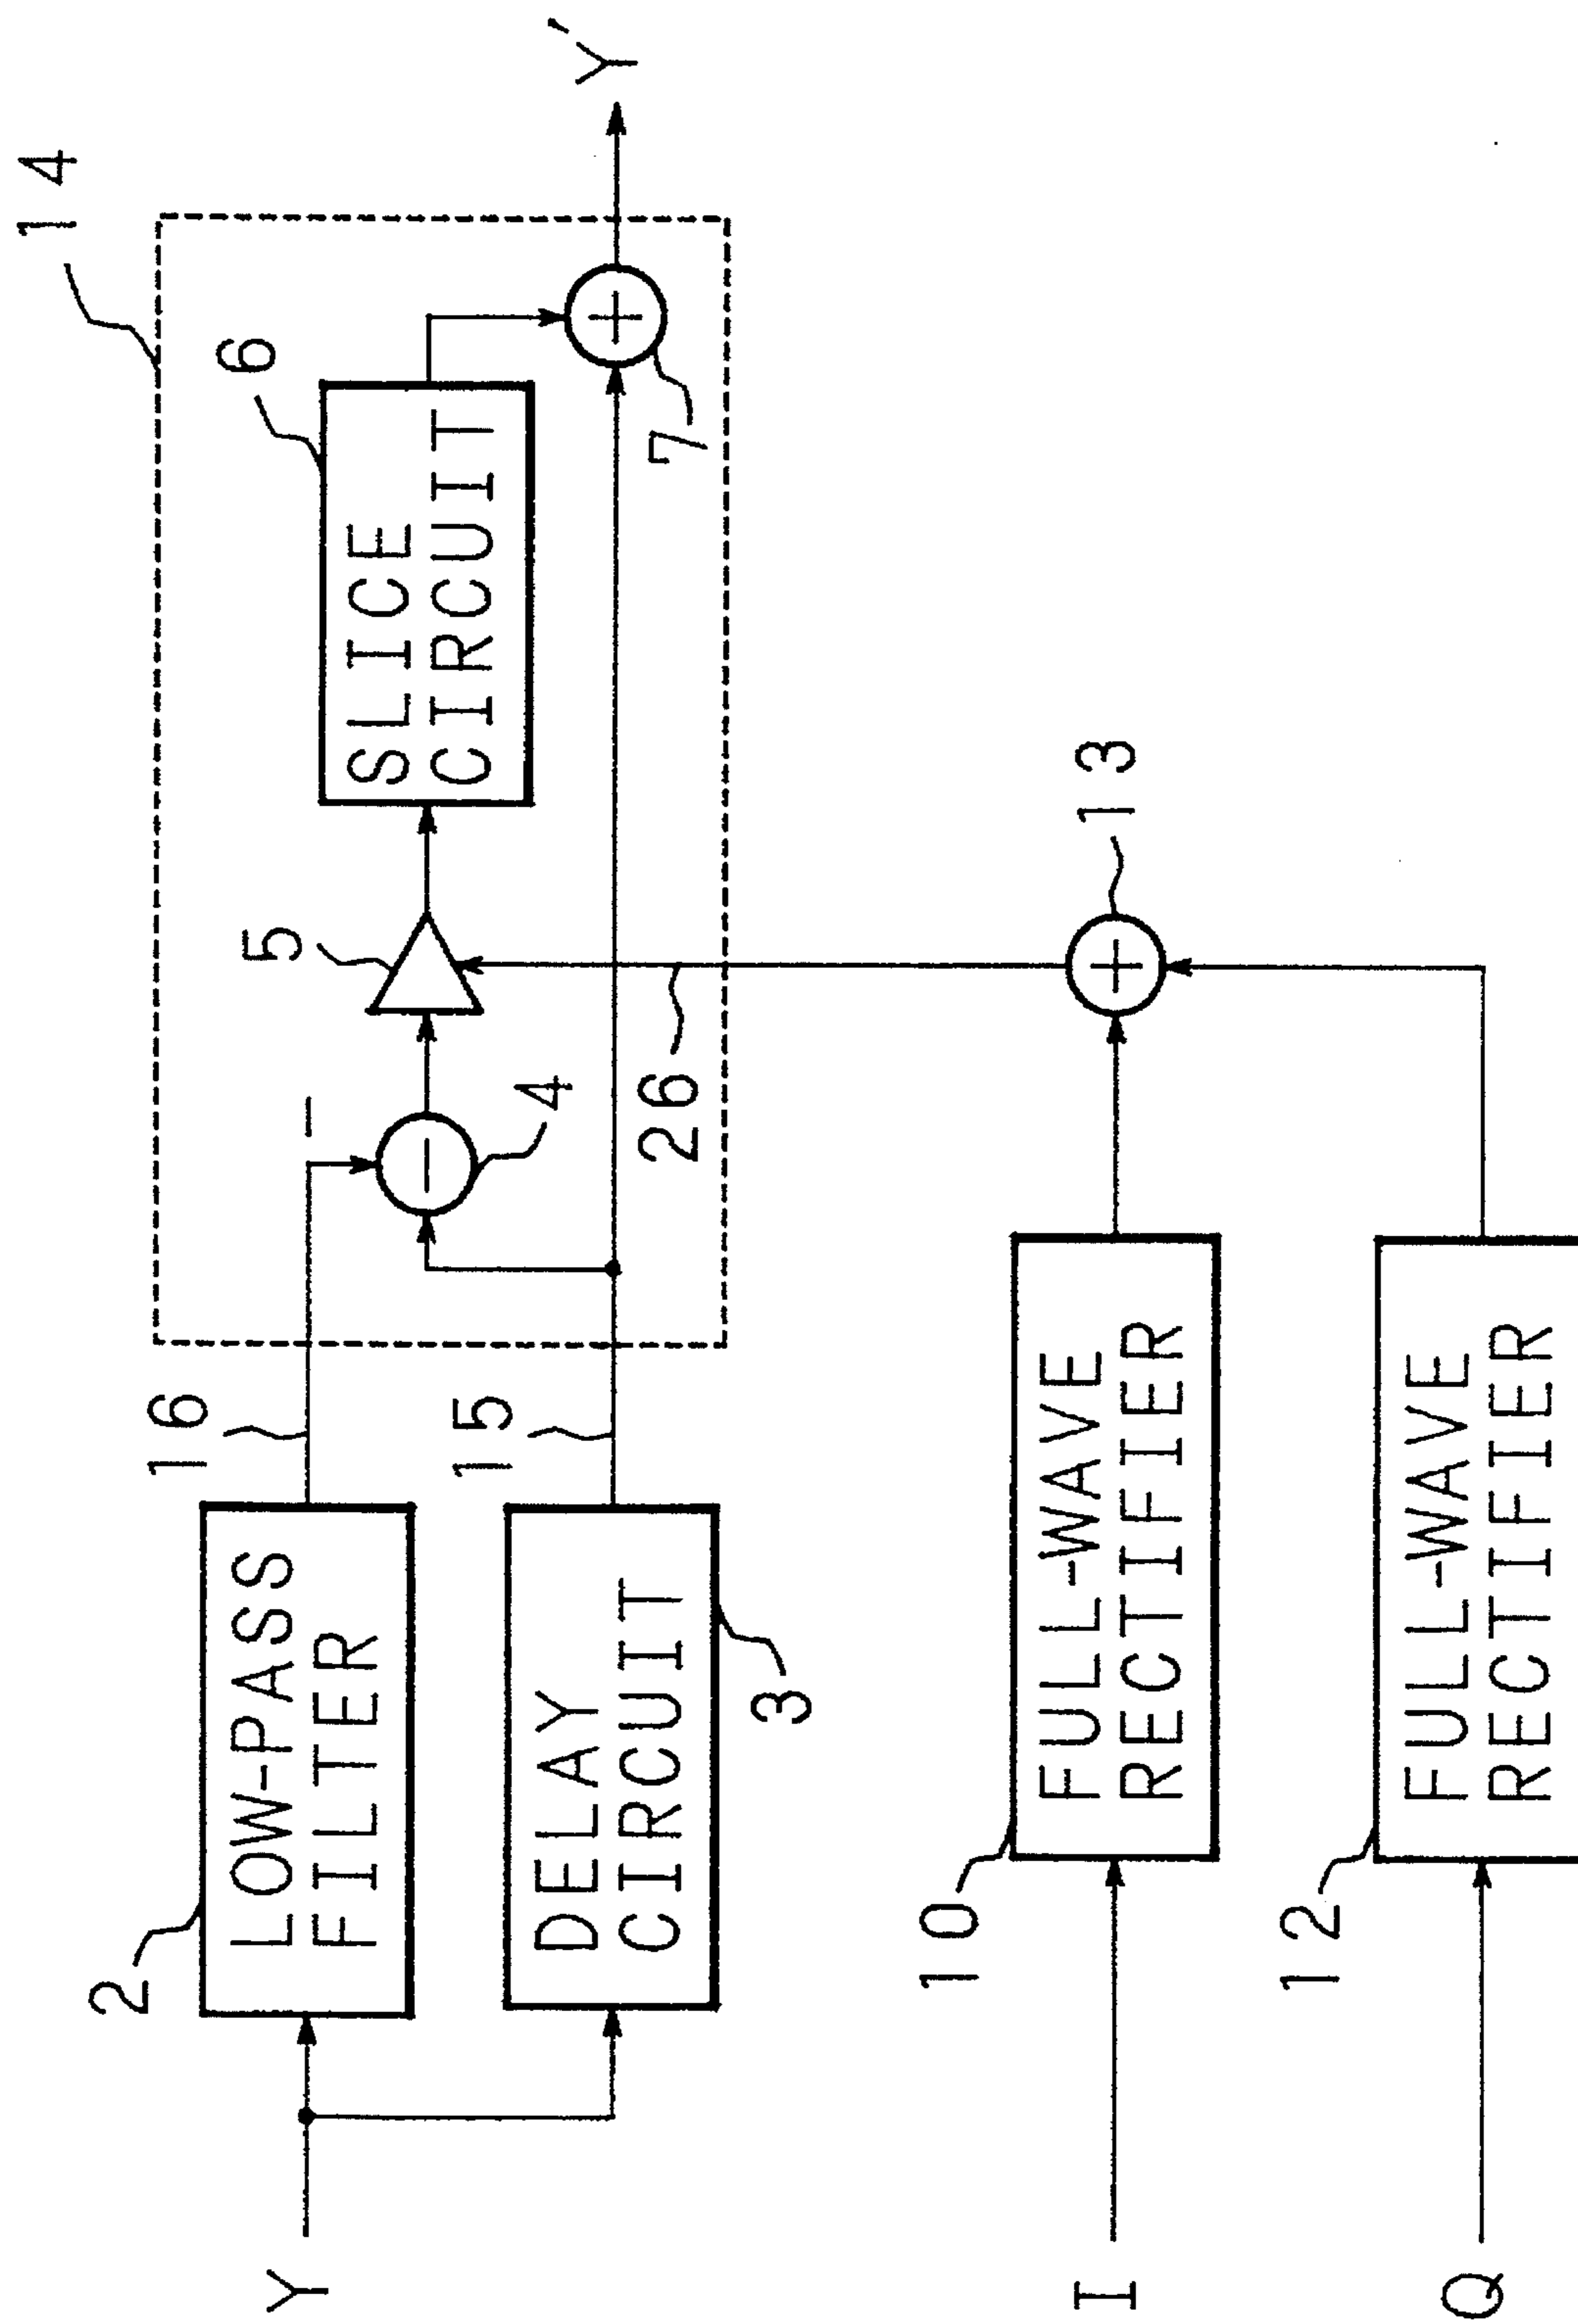 14
6
SLICE
CIRCUIT
Y'
5
7
−
4
26
16
15
2
LOW-PASS
FILTER
DELAY
CIRCUIT
3
Y
13
10
FULL-WAVE
RECTIFIER
I
12
FULL-WAVE
RECTIFIER
Q